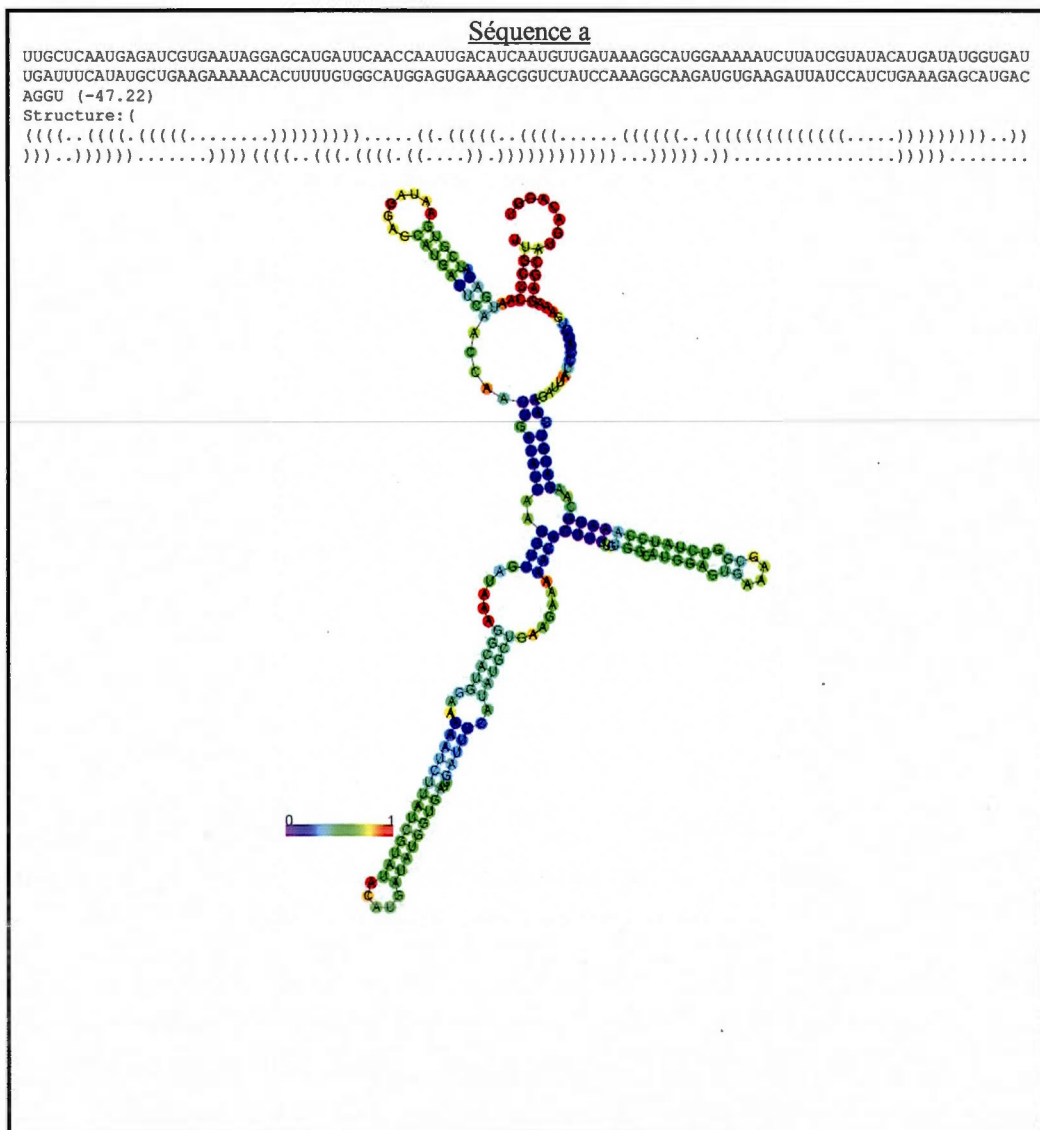 Séquence a
UUGCUCAAUGAGAUCGUGAAUAGGAGCAUGAUUCAACCAAUUGACAUCAAUGUUGAUAAAGGCAUGGAAAAAUCUUAUCGUAUACAUGAUAUGGUGAU
UGAUUUCAUAUGCUGAAGAAAAACACUUUUGUGGCAUGGAGUGAAAGCGGUCUAUCCAAAGGCAAGAUGUGAAGAUUAUCCAUCUGAAAGAGCAUGAC
AGGU (-47.22)
Structure:(
((((..((((.(((((........))))))))).....((.(((((..((((......((((((..(((((((((((((((.....)))))))))..))
)))..)))))).......))))((((..(((.((((.((....)).))))))))))))...))))).))................)))))........
0 1